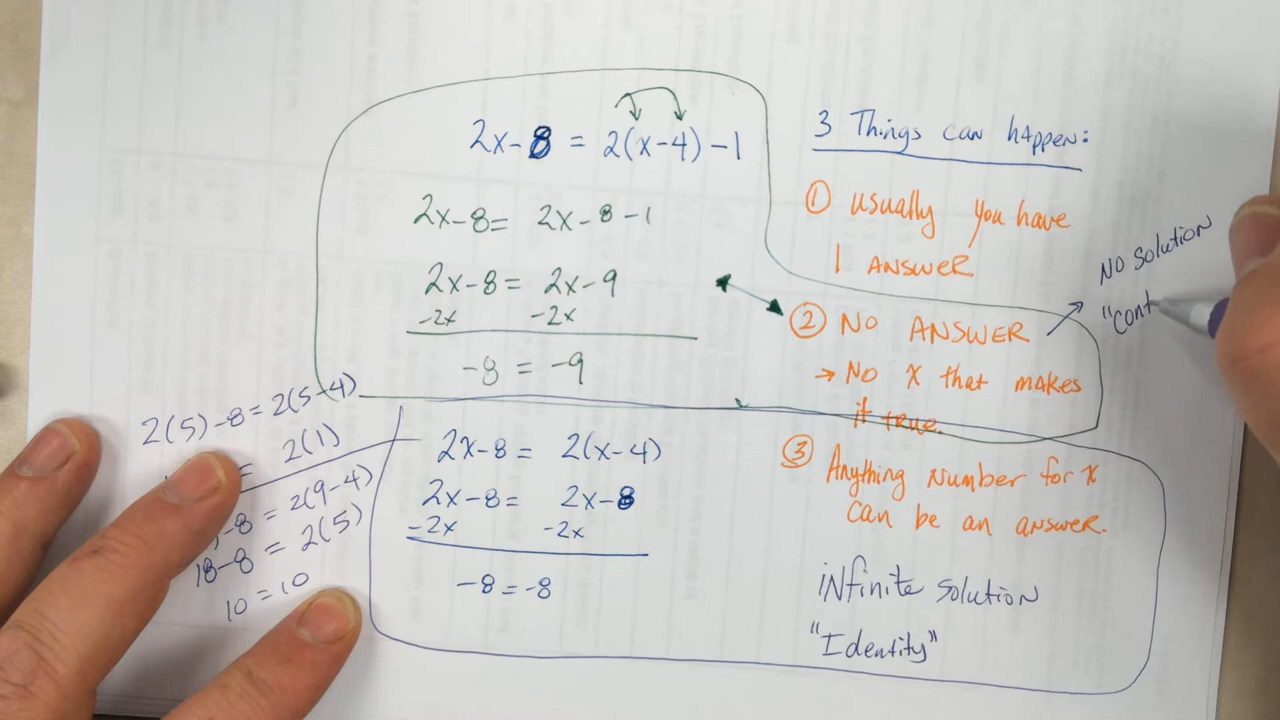 2x-8 = 2(x-4)-1
2x-8= 2x-8-1
2x-8= 2x-9
-2x -2x
-8 = -9
2(5)-8=2(5-4)
= 2(1)
-8 = 2(9-4)
18-8 = 2(5)
10=10
2x-8= 2(x-4)
2x-8= 2x-8
-2x -2x
-8=-8
3 Things can happen:
① usually you have
1 ANSWER
② No ANSWER
→ No x that makes
it true.
No solution
"Cont
③ Anything Number for x
can be an answer.
infinite solution
"Identity"